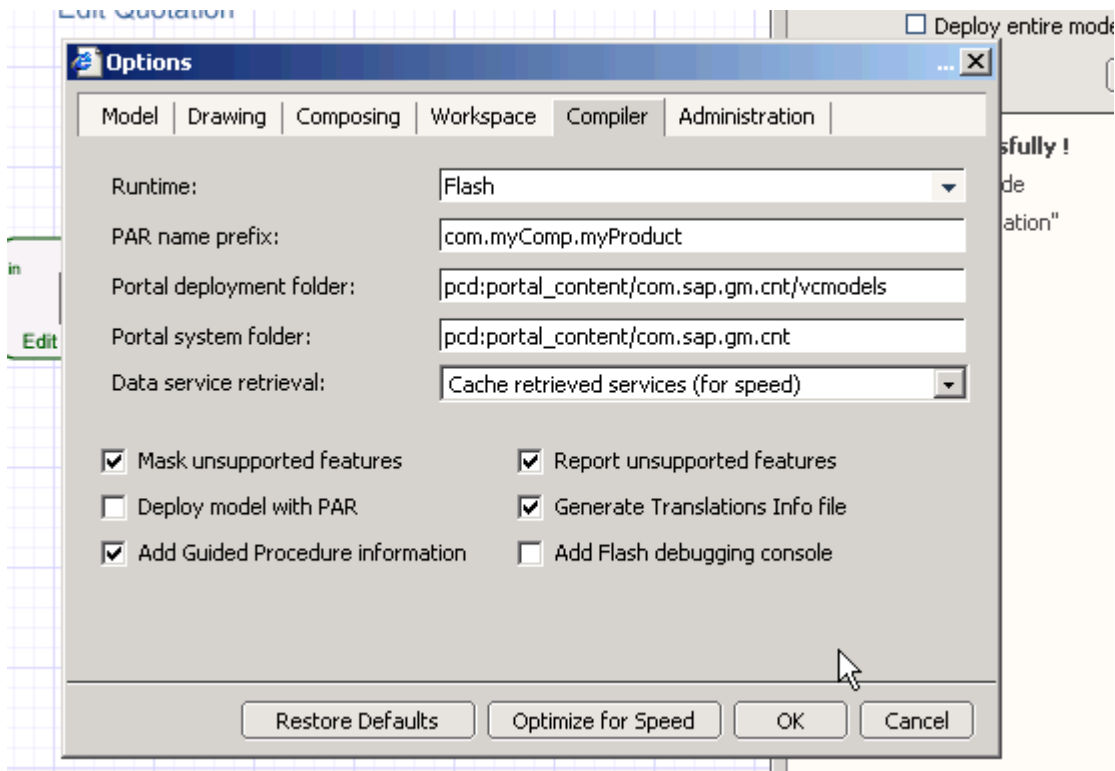 Edit Quotation
Deploy entire mode
Options
...
Model Drawing Composing Workspace Compiler Administration
sfully !
Runtime: Flash
de
PAR name prefix: com.myComp.myProduct
ation"
in
Portal deployment folder: pcd:portal_content/com.sap.gm.cnt/vcmodels
Portal system folder: pcd:portal_content/com.sap.gm.cnt
Edit
Data service retrieval: Cache retrieved services (for speed)
Mask unsupported features Report unsupported features
Deploy model with PAR Generate Translations Info file
Add Guided Procedure information Add Flash debugging console
Restore Defaults Optimize for Speed OK Cancel